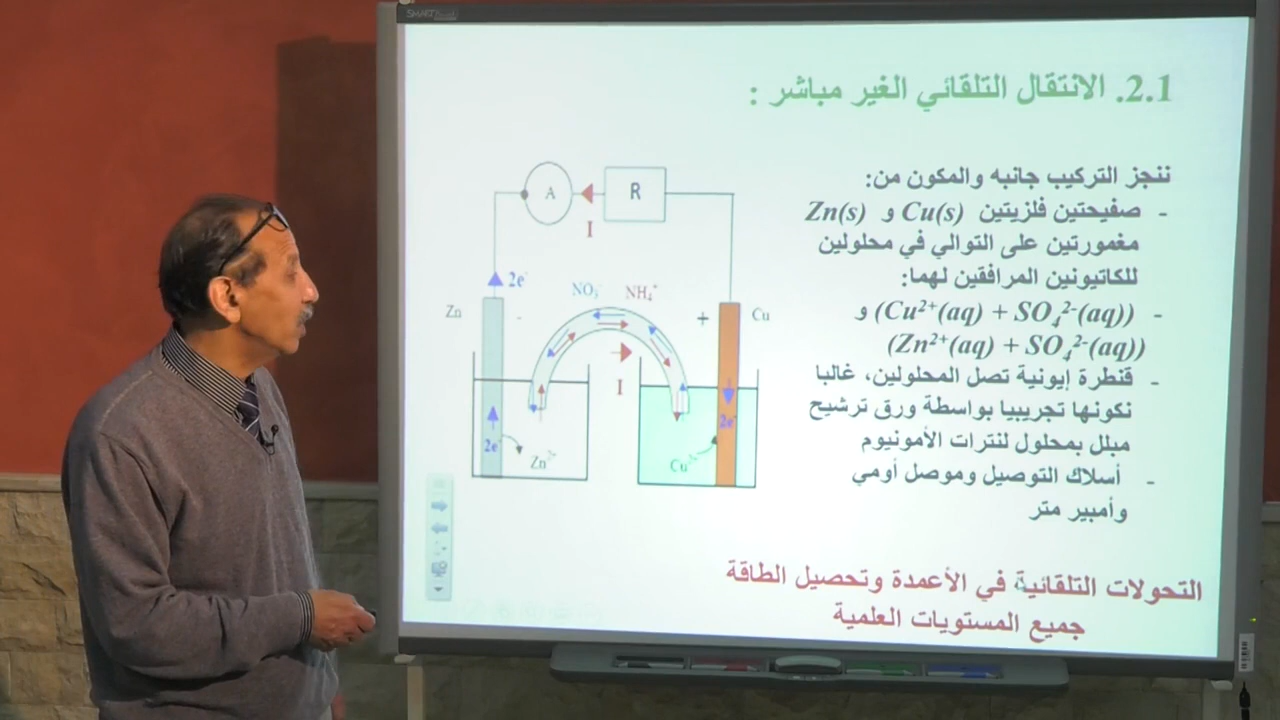 2.1. الانتقال التلقائي الغير مباشر :
ننجز التركيب جانبه والمكون من:
- صفيحتين فلزيتين Cu(s) و Zn(s)
مغمورتين على التوالي في محلولين
للكاتيونين المرافقين لهما:
- (Cu²⁺(aq) + SO₄²⁻(aq)) و
(Zn²⁺(aq) + SO₄²⁻(aq))
- قنطرة إيونية تصل المحلولين، غالبا
نكونها تجريبيا بواسطة ورق ترشيح
مبلل بمحلول لنترات الأمونيوم
- أسلاك التوصيل وموصل أومي
وأمبير متر
A
R
I
2e⁻
NO₃⁻
NH₄⁺
Zn
-
+
Cu
I
2e⁻
2e⁻
Zn²⁺
Cu²⁺
التحولات التلقائية في الأعمدة وتحصيل الطاقة
جميع المستويات العلمية